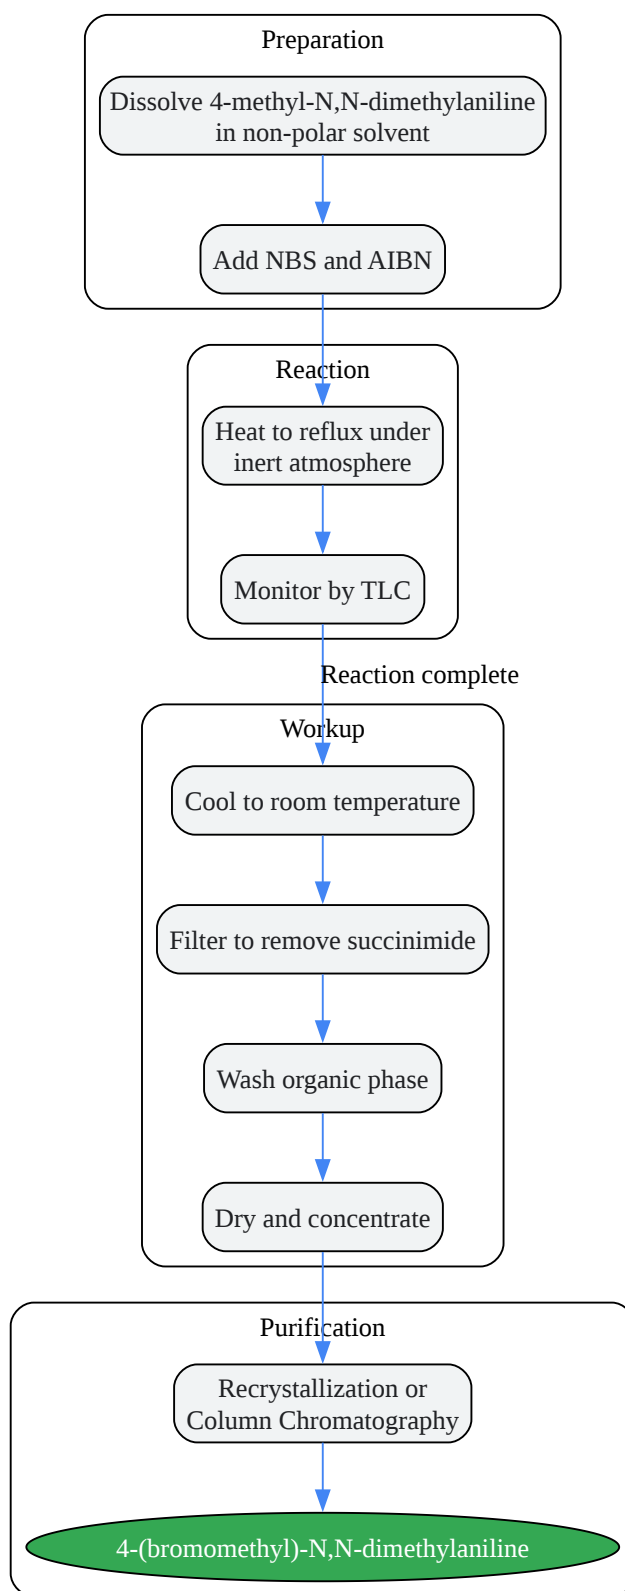 Preparation
Dissolve 4-methyl-N,N-dimethylaniline
in non-polar solvent
Add NBS and AIBN
Reaction
Heat to reflux under
inert atmosphere
Monitor by TLC
Reaction complete
Workup
Cool to room temperature
Filter to remove succinimide
Wash organic phase
Dry and concentrate
Purification
Recrystallization or
Column Chromatography
4-(bromomethyl)-N,N-dimethylaniline